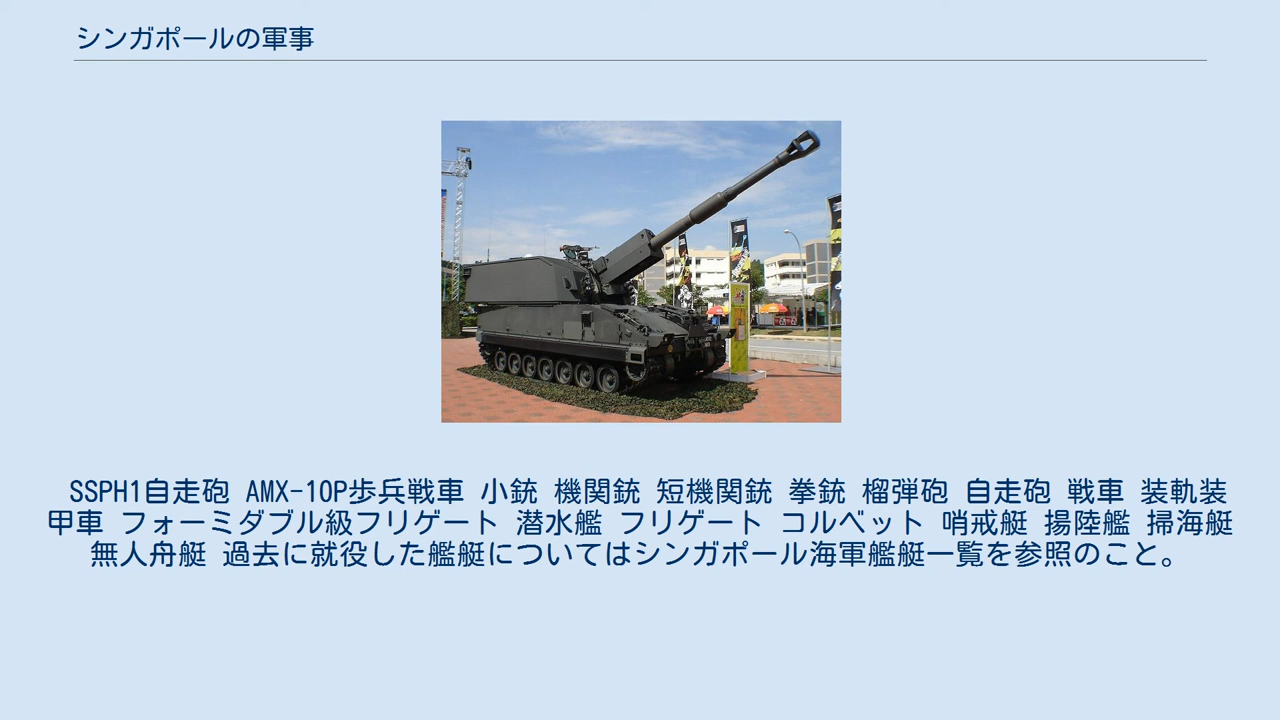 シンガポールの軍事
SSPH1自走砲 AMX-10P歩兵戦車 小銃 機関銃 短機関銃 拳銃 榴弾砲 自走砲 戦車 装軌装
甲車 フォーミダブル級フリゲート 潜水艦 フリゲート コルベット 哨戒艇 揚陸艦 掃海艇
無人舟艇 過去に就役した艦艇についてはシンガポール海軍艦艇一覧を参照のこと。